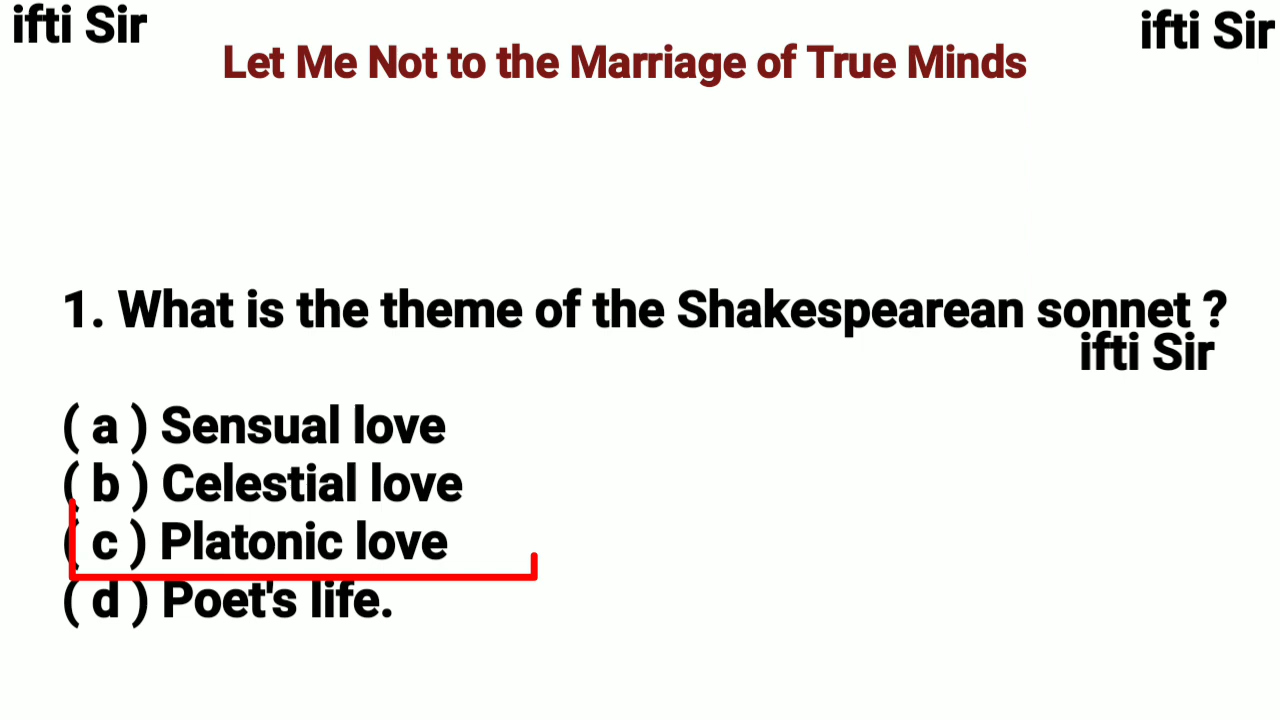 ifti Sir
ifti Sir
Let Me Not to the Marriage of True Minds
1. What is the theme of the Shakespearean sonnet ?
ifti Sir
( a ) Sensual love
( b ) Celestial love
( c ) Platonic love
( d ) Poet's life.